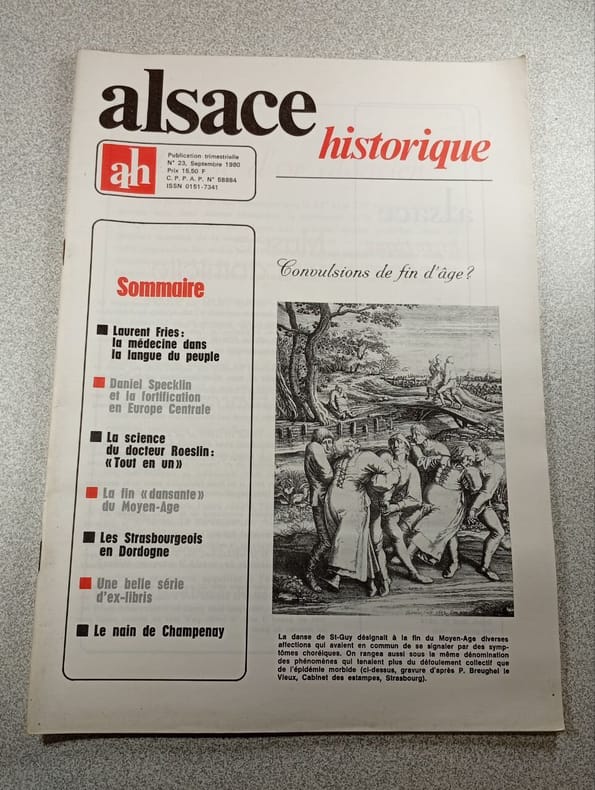 alsace
historique
ah
Publication trimestrielle
N° 23, Septembre 1980
Prix 15,50 F
C. P. P. A. P. N° 58884
ISSN 0151-7341
Sommaire
Laurent Fries :
la médecine dans
la langue du peuple
Daniel Specklin
et la fortification
en Europe Centrale
La science
du docteur Roeslin :
« Tout en un »
La fin « dansante »
du Moyen-Age
Les Strasbourgeois
en Dordogne
Une belle série
d'ex-libris
Le nain de Champenay
Convulsions de fin d'âge ?
La danse de St-Guy désignait à la fin du Moyen-Age diverses
affections qui avaient en commun de se signaler par des symp-
tômes choréiques. On rangea aussi sous la même dénomination
des phénomènes qui tenaient plus du défoulement collectif que
de l'épidémie morbide (ci-dessus, gravure d'après P. Breughel le
Vieux, Cabinet des estampes, Strasbourg).